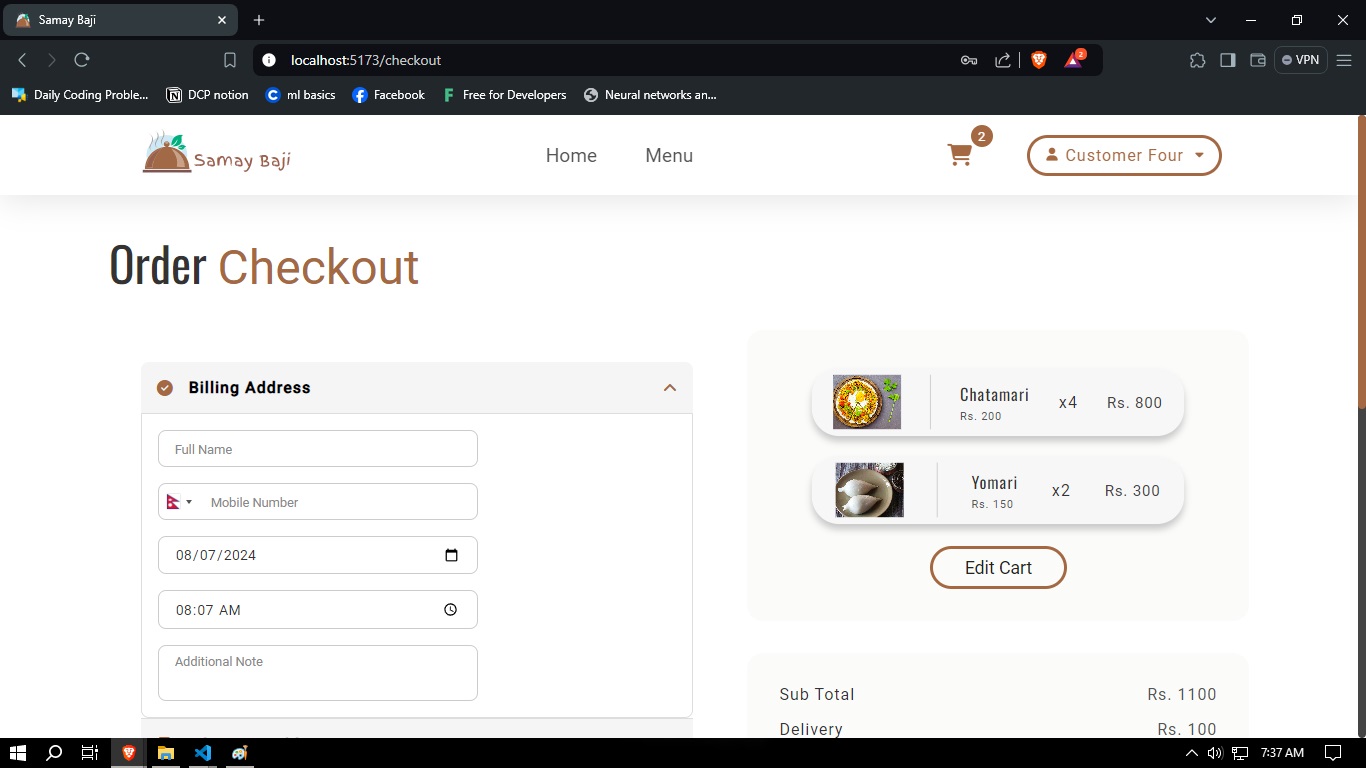 Samay Baji
localhost:5173/checkout
2
VPN
Daily Coding Proble...
DCP notion
ml basics
Facebook
Free for Developers
Neural networks an...
Samay Baji
Home
Menu
2
Customer Four
Order Checkout
Billing Address
Full Name
Mobile Number
08/07/2024
08:07 AM
Additional Note
Chatamari
Rs. 200
x4
Rs. 800
Yomari
Rs. 150
x2
Rs. 300
Edit Cart
Sub Total
Rs. 1100
Delivery
Rs. 100
7:37 AM